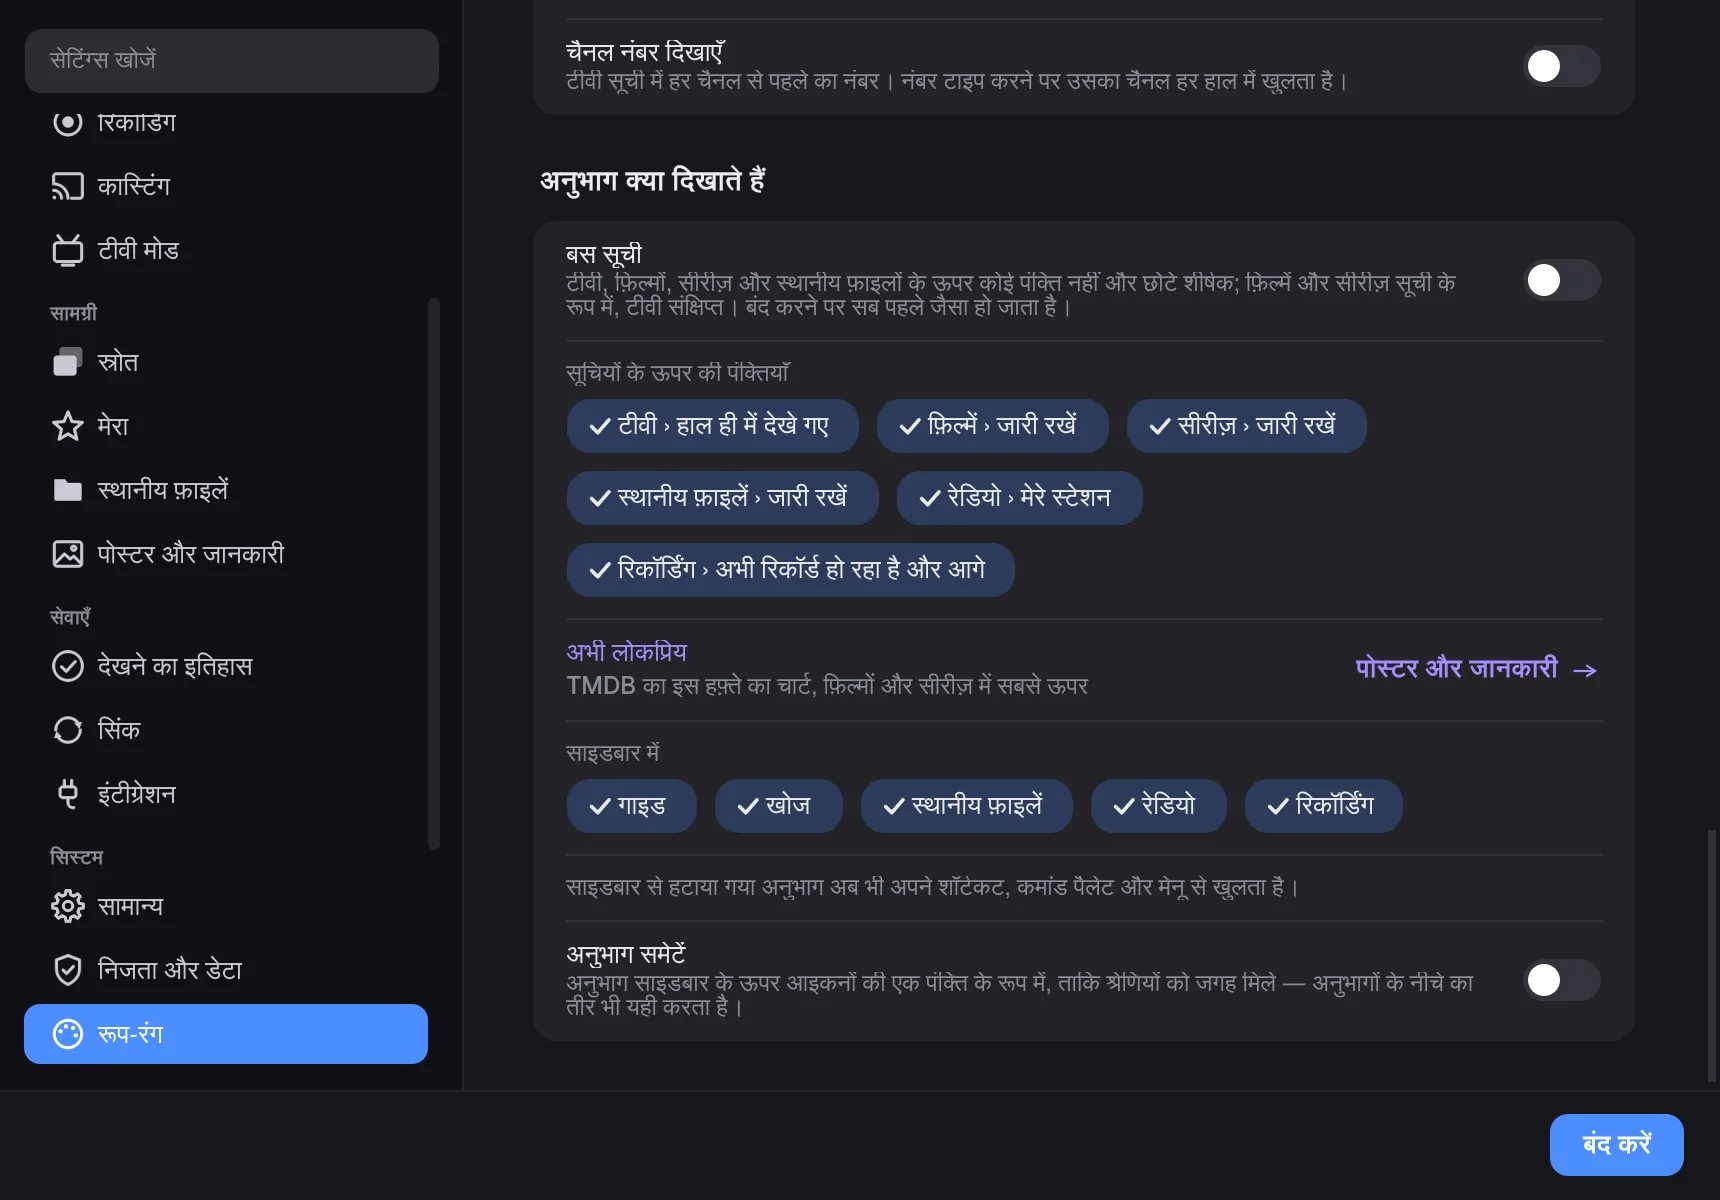 सेटिंग्स खोजें
रिकॉर्डिंग
कास्टिंग
टीवी मोड
सामग्री
स्रोत
मेरा
स्थानीय फ़ाइलें
पोस्टर और जानकारी
सेवाएँ
देखने का इतिहास
सिंक
इंटीग्रेशन
सिस्टम
सामान्य
निजता और डेटा
रूप-रंग
चैनल नंबर दिखाएँ
टीवी सूची में हर चैनल से पहले का नंबर। नंबर टाइप करने पर उसका चैनल हर हाल में खुलता है।
अनुभाग क्या दिखाते हैं
बस सूची
टीवी, फ़िल्मों, सीरीज़ और स्थानीय फ़ाइलों के ऊपर कोई पंक्ति नहीं और छोटे शीर्षक; फ़िल्में और सीरीज़ सूची के
रूप में, टीवी संक्षिप्त। बंद करने पर सब पहले जैसा हो जाता है।
सूचियों के ऊपर की पंक्तियाँ
टीवी › हाल ही में देखे गए
फ़िल्में › जारी रखें
सीरीज़ › जारी रखें
स्थानीय फ़ाइलें › जारी रखें
रेडियो › मेरे स्टेशन
रिकॉर्डिंग › अभी रिकॉर्ड हो रहा है और आगे
अभी लोकप्रिय
TMDB का इस हफ़्ते का चार्ट, फ़िल्मों और सीरीज़ में सबसे ऊपर
पोस्टर और जानकारी →
साइडबार में
गाइड
खोज
स्थानीय फ़ाइलें
रेडियो
रिकॉर्डिंग
साइडबार से हटाया गया अनुभाग अब भी अपने शॉर्टकट, कमांड पैलेट और मेनू से खुलता है।
अनुभाग समेटें
अनुभाग साइडबार के ऊपर आइकनों की एक पंक्ति के रूप में, ताकि श्रेणियों को जगह मिले — अनुभागों के नीचे का
तीर भी यही करता है।
बंद करें